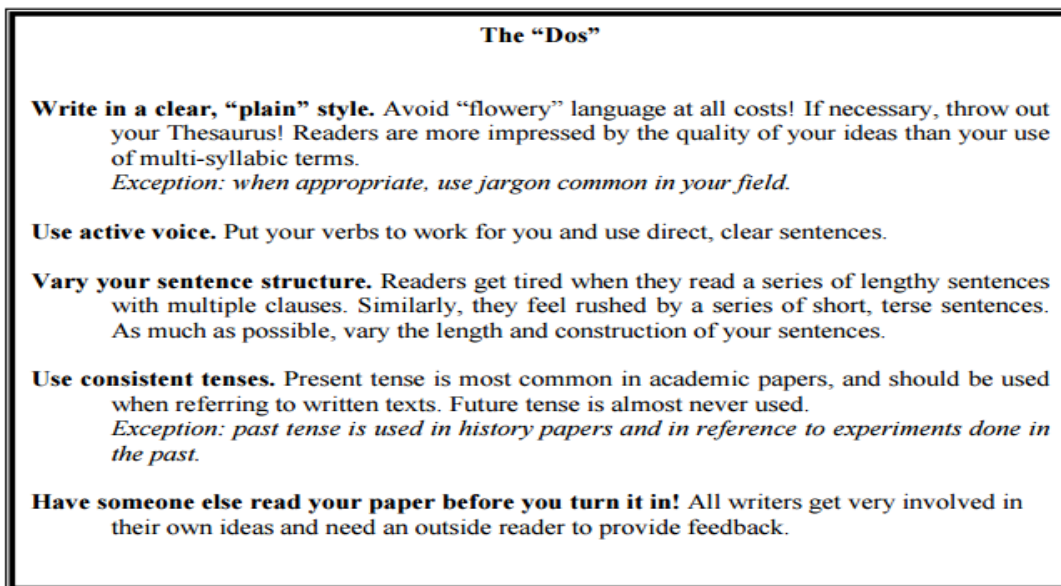 The “Dos”
Write in a clear, “plain” style. Avoid “flowery” language at all costs! If necessary, throw out
your Thesaurus! Readers are more impressed by the quality of your ideas than your use
of multi-syllabic terms.
Exception: when appropriate, use jargon common in your field.
Use active voice. Put your verbs to work for you and use direct, clear sentences.
Vary your sentence structure. Readers get tired when they read a series of lengthy sentences
with multiple clauses. Similarly, they feel rushed by a series of short, terse sentences.
As much as possible, vary the length and construction of your sentences.
Use consistent tenses. Present tense is most common in academic papers, and should be used
when referring to written texts. Future tense is almost never used.
Exception: past tense is used in history papers and in reference to experiments done in
the past.
Have someone else read your paper before you turn it in! All writers get very involved in
their own ideas and need an outside reader to provide feedback.